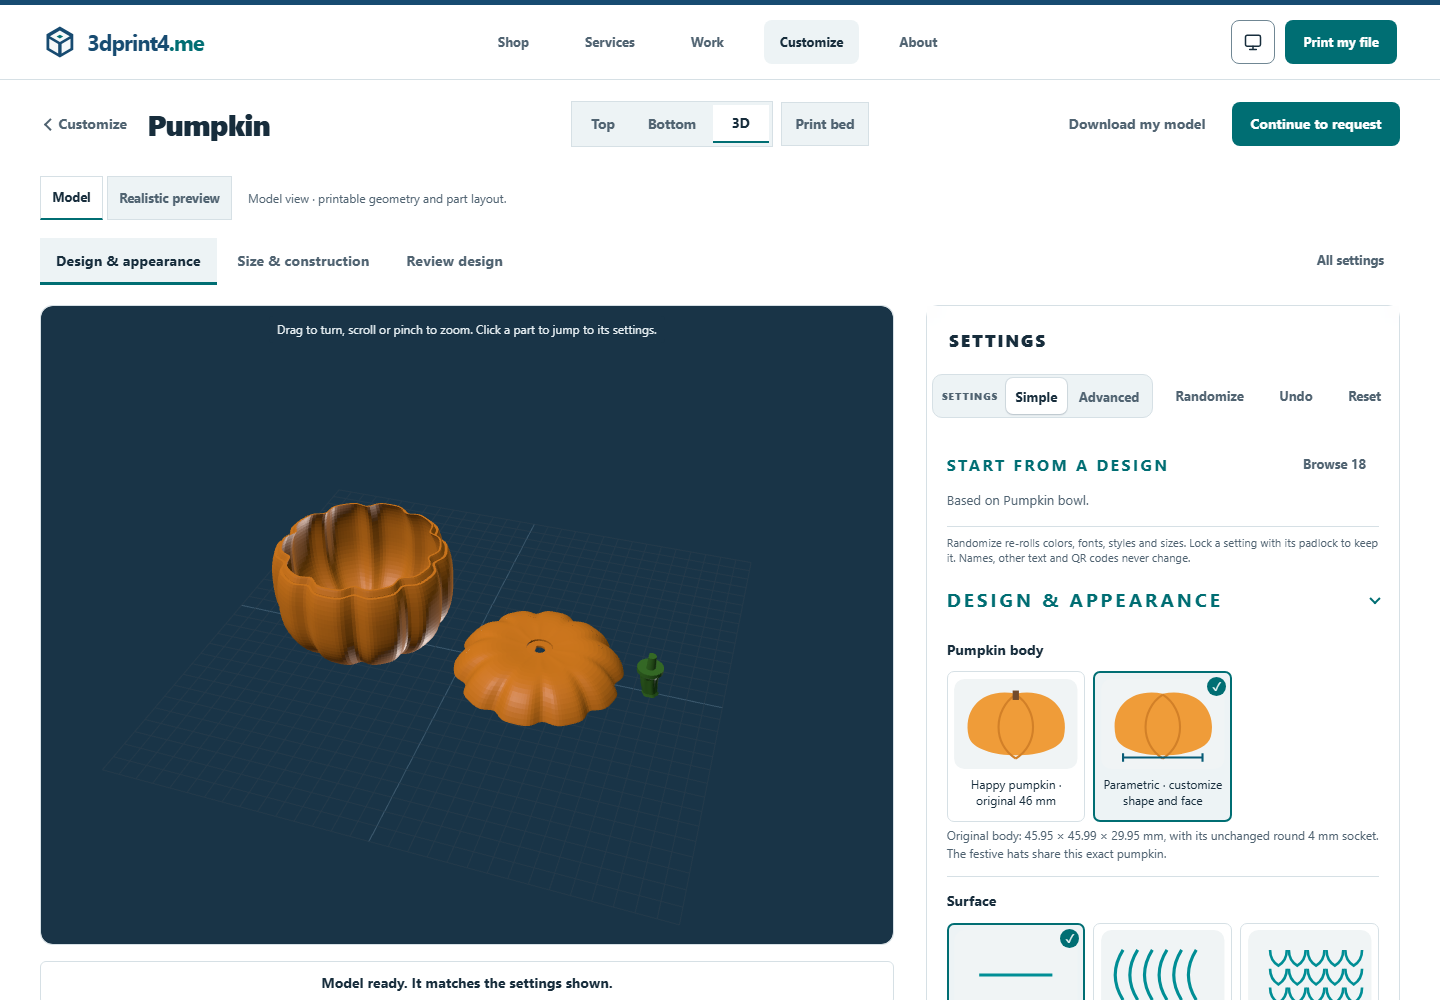 3dprint4.me
Shop
Services
Work
Customize
About
Print my file
Customize
Pumpkin
Top
Bottom
3D
Print bed
Download my model
Continue to request
Model
Realistic preview
Model view · printable geometry and part layout.
Design & appearance
Size & construction
Review design
All settings
Drag to turn, scroll or pinch to zoom. Click a part to jump to its settings.
Model ready. It matches the settings shown.
SETTINGS
SETTINGS
Simple
Advanced
Randomize
Undo
Reset
START FROM A DESIGN
Browse 18
Based on Pumpkin bowl.
Randomize re-rolls colors, fonts, styles and sizes. Lock a setting with its padlock to keep
it. Names, other text and QR codes never change.
DESIGN & APPEARANCE
Pumpkin body
Happy pumpkin ·
original 46 mm
Parametric · customize
shape and face
Original body: 45.95 × 45.99 × 29.95 mm, with its unchanged round 4 mm socket.
The festive hats share this exact pumpkin.
Surface